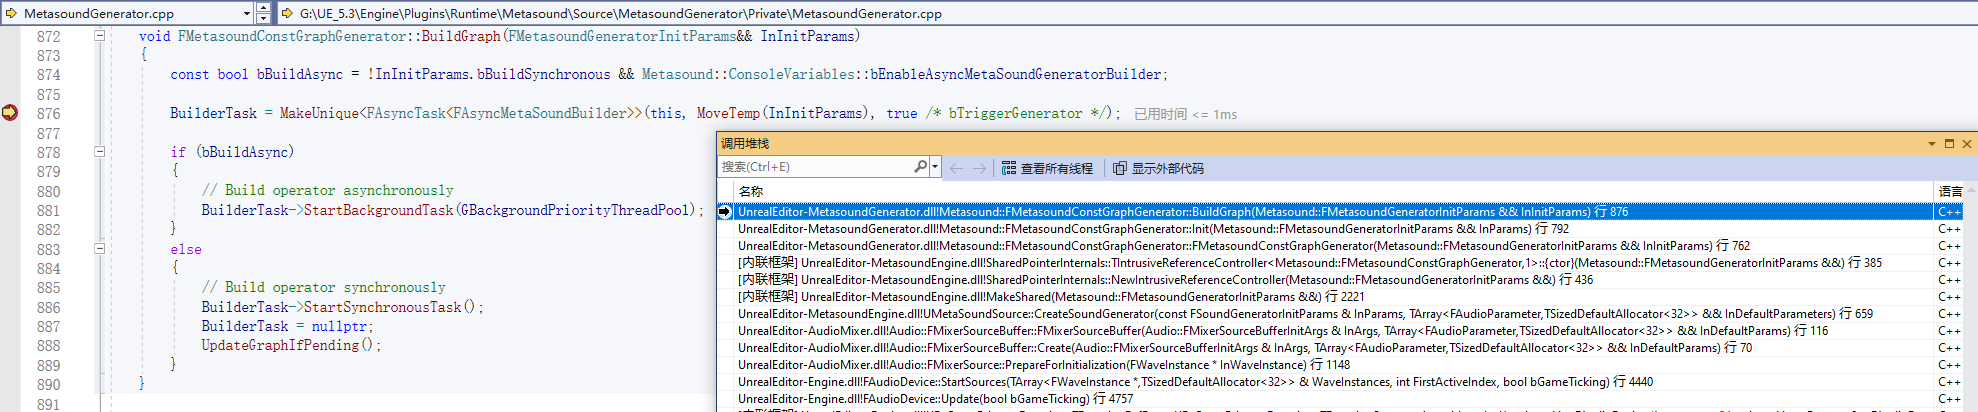 MetasoundGenerator.cpp
G:\UE_5.3\Engine\Plugins\Runtime\Metasound\Source\MetasoundGenerator\Private\MetasoundGenerator.cpp
872 void FMetasoundConstGraphGenerator::BuildGraph(FMetasoundGeneratorInitParams&& InInitParams)
873 {
874 const bool bBuildAsync = !InInitParams.bBuildSynchronous && Metasound::ConsoleVariables::bEnableAsyncMetaSoundGeneratorBuilder;
875
876 BuilderTask = MakeUnique<FAsyncTask<FAsyncMetaSoundBuilder>>(this, MoveTemp(InInitParams), true /* bTriggerGenerator */); 已用时间 <= 1ms
877
878 if (bBuildAsync)
879 {
880 // Build operator asynchronously
881 BuilderTask->StartBackgroundTask(GBackgroundPriorityThreadPool);
882 }
883 else
884 {
885 // Build operator synchronously
886 BuilderTask->StartSynchronousTask();
887 BuilderTask = nullptr;
888 UpdateGraphIfPending();
889 }
890 }
891
调用堆栈
搜索(Ctrl+E) 查看所有线程 显示外部代码
名称 语言
UnrealEditor-MetasoundGenerator.dll!Metasound::FMetasoundConstGraphGenerator::BuildGraph(Metasound::FMetasoundGeneratorInitParams && InInitParams) 行 876 C++
UnrealEditor-MetasoundGenerator.dll!Metasound::FMetasoundConstGraphGenerator::Init(Metasound::FMetasoundGeneratorInitParams && InParams) 行 792 C++
UnrealEditor-MetasoundGenerator.dll!Metasound::FMetasoundConstGraphGenerator::FMetasoundConstGraphGenerator(Metasound::FMetasoundGeneratorInitParams && InInitParams) 行 762 C++
[内联框架] UnrealEditor-MetasoundEngine.dll!SharedPointerInternals::TIntrusiveReferenceController<Metasound::FMetasoundConstGraphGenerator,1>::{ctor}(Metasound::FMetasoundGeneratorInitParams &&) 行 385 C++
[内联框架] UnrealEditor-MetasoundEngine.dll!SharedPointerInternals::NewIntrusiveReferenceController(Metasound::FMetasoundGeneratorInitParams &&) 行 436 C++
[内联框架] UnrealEditor-MetasoundEngine.dll!MakeShared(Metasound::FMetasoundGeneratorInitParams &&) 行 2221 C++
UnrealEditor-MetasoundEngine.dll!UMetaSoundSource::CreateSoundGenerator(const FSoundGeneratorInitParams & InParams, TArray<FAudioParameter,TSizedDefaultAllocator<32>> && InDefaultParameters) 行 659 C++
UnrealEditor-AudioMixer.dll!Audio::FMixerSourceBuffer::FMixerSourceBuffer(Audio::FMixerSourceBufferInitArgs & InArgs, TArray<FAudioParameter,TSizedDefaultAllocator<32>> && InDefaultParams) 行 116 C++
UnrealEditor-AudioMixer.dll!Audio::FMixerSourceBuffer::Create(Audio::FMixerSourceBufferInitArgs & InArgs, TArray<FAudioParameter,TSizedDefaultAllocator<32>> && InDefaultParams) 行 70 C++
UnrealEditor-AudioMixer.dll!Audio::FMixerSource::PrepareForInitialization(FWaveInstance * InWaveInstance) 行 1148 C++
UnrealEditor-Engine.dll!FAudioDevice::StartSources(TArray<FWaveInstance *,TSizedDefaultAllocator<32>> & WaveInstances, int FirstActiveIndex, bool bGameTicking) 行 4440 C++
UnrealEditor-Engine.dll!FAudioDevice::Update(bool bGameTicking) 行 4757 C++